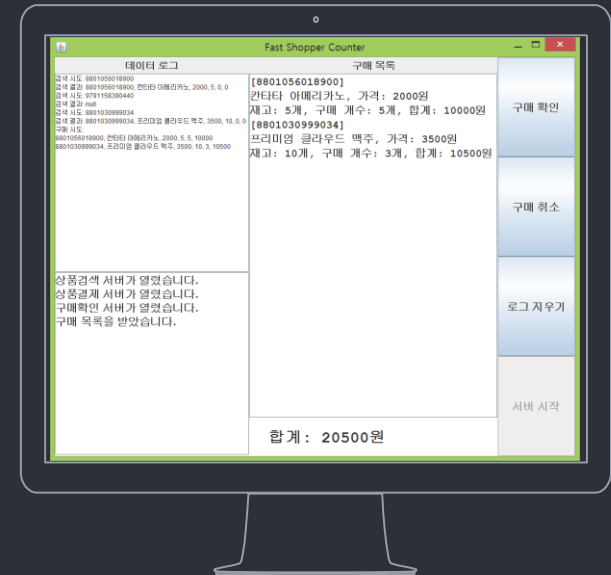 Fast Shopper Counter
데이터 로그
검색 시도: 8801056018900
검색 결과: 8801056018900, 칸타타 아메리카노, 2000, 5, 0, 0
검색 시도: 9791158390440
검색 결과: null
검색 시도: 8801030999034
검색 결과: 8801030999034, 프리미엄 클라우드 맥주, 3500, 10, 0, 0
구매 시도:
8801056018900, 칸타타 아메리카노, 2000, 5, 5, 10000
8801030999034, 프리미엄 클라우드 맥주, 3500, 10, 3, 10500
상품검색 서버가 열렸습니다.
상품결제 서버가 열렸습니다.
구매확인 서버가 열렸습니다.
구매 목록을 받았습니다.
구매 목록
[8801056018900]
칸타타 아메리카노, 가격: 2000원
재고: 5개, 구매 개수: 5개, 합계: 10000원
[8801030999034]
프리미엄 클라우드 맥주, 가격: 3500원
재고: 10개, 구매 개수: 3개, 합계: 10500원
합계: 20500원
구매 확인
구매 취소
로그 지우기
서버 시작